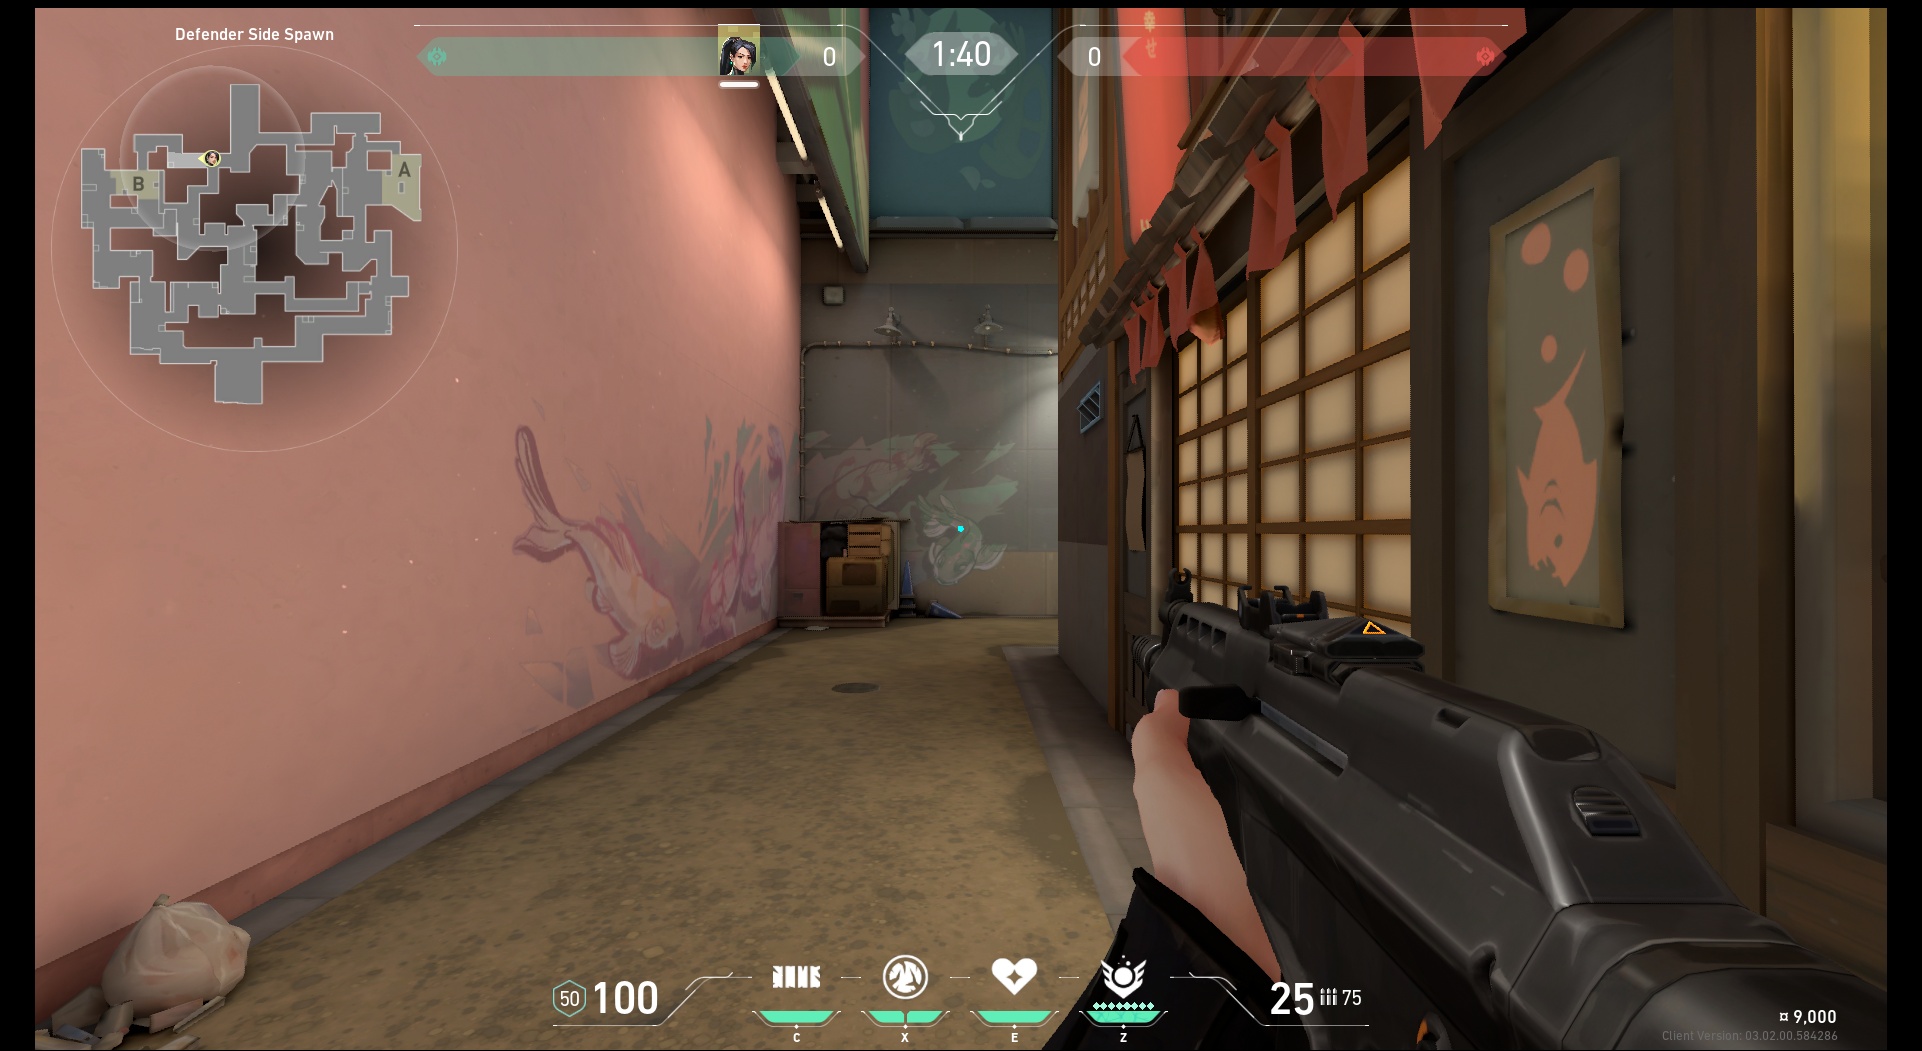 Defender Side Spawn
0
1:40
0
A
B
50
100
25
75
C
X
E
Z
¤ 9,000
Client Version: 03.02.00.584286